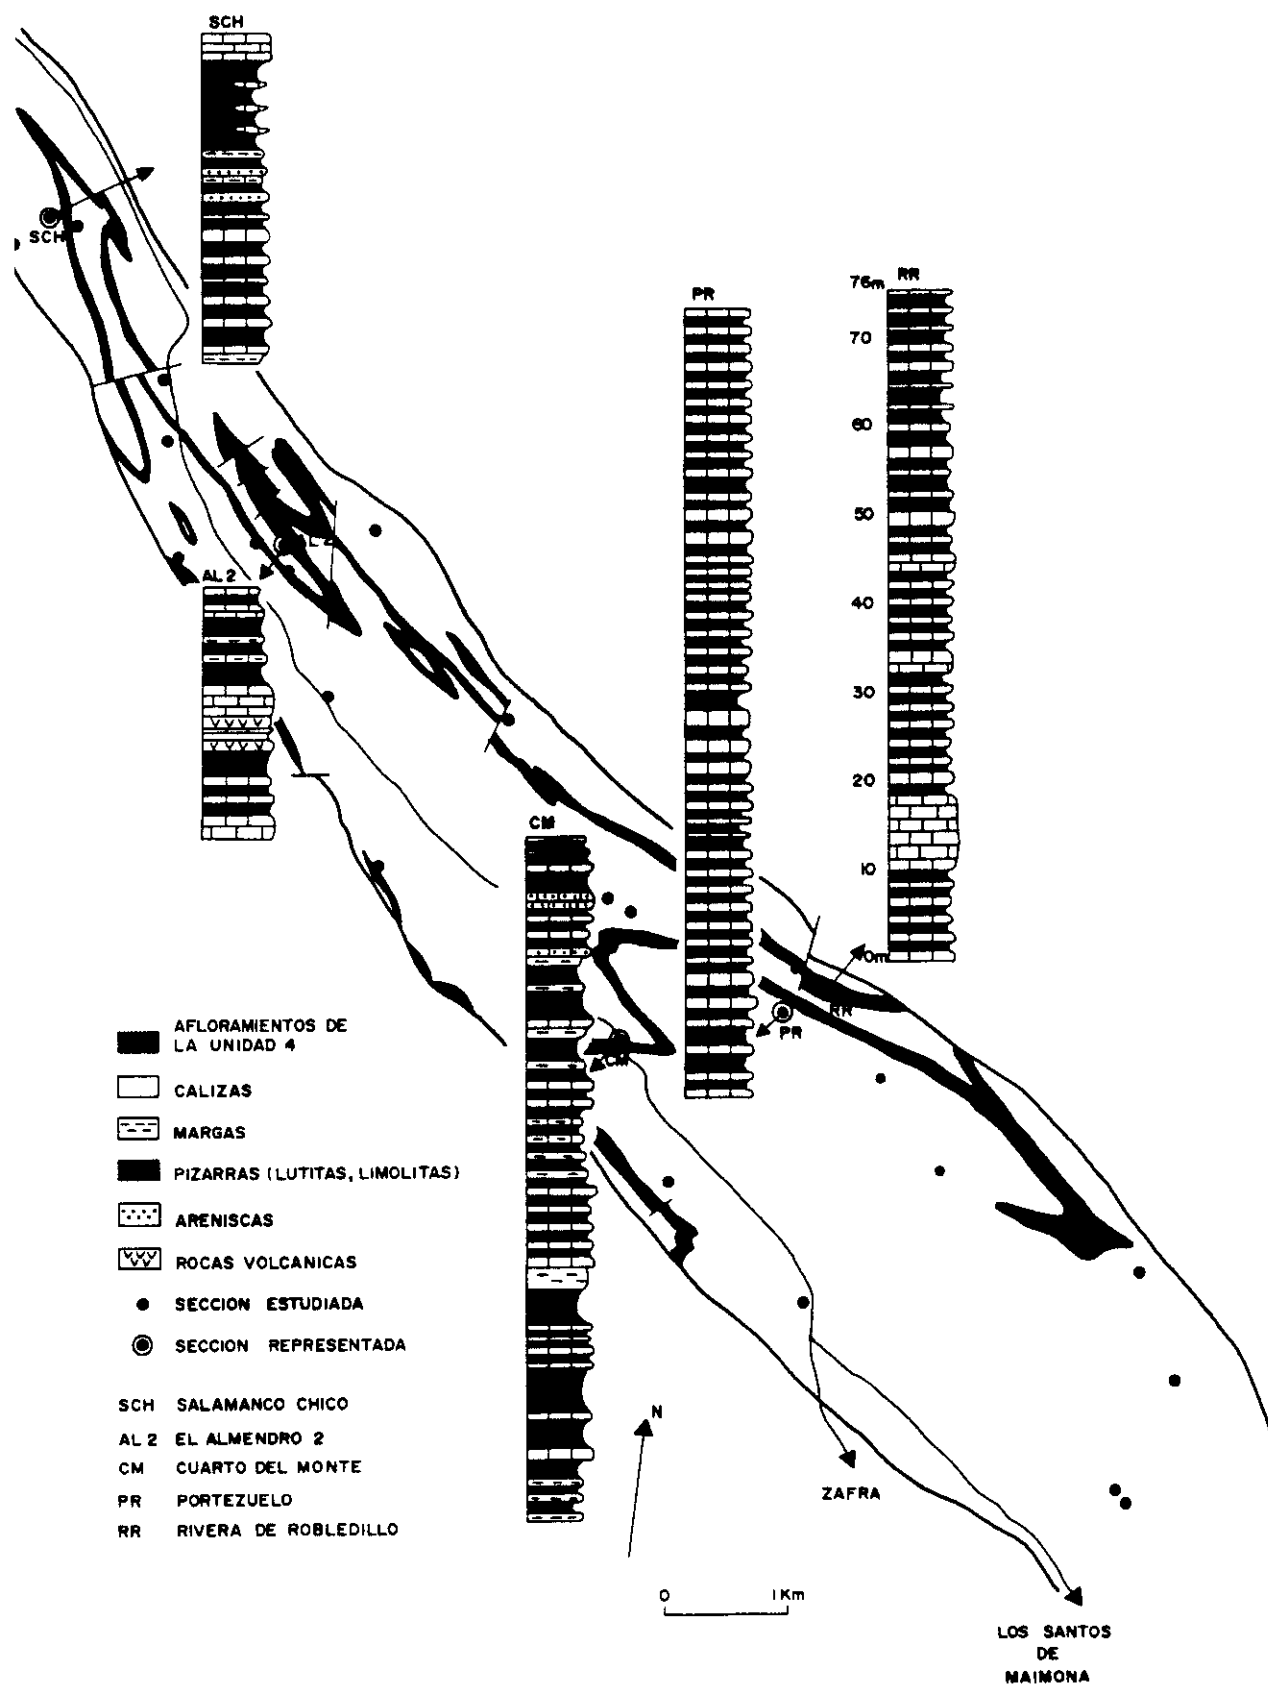 SCH
SCH
76m
RR
PR
70
60
50
AL 2
40
30
20
CM
10
0m
RR
PR
CM
AFLORAMIENTOS DE
LA UNIDAD 4
CALIZAS
MARGAS
PIZARRAS (LUTITAS, LIMOLITAS)
ARENISCAS
ROCAS VOLCANICAS
SECCION ESTUDIADA
SECCION REPRESENTADA
SCH SALAMANCO CHICO
AL 2 EL ALMENDRO 2
CM CUARTO DEL MONTE
PR PORTEZUELO
RR RIVERA DE ROBLEDILLO
N
ZAFRA
0 1 Km
LOS SANTOS
DE
MAIMONA